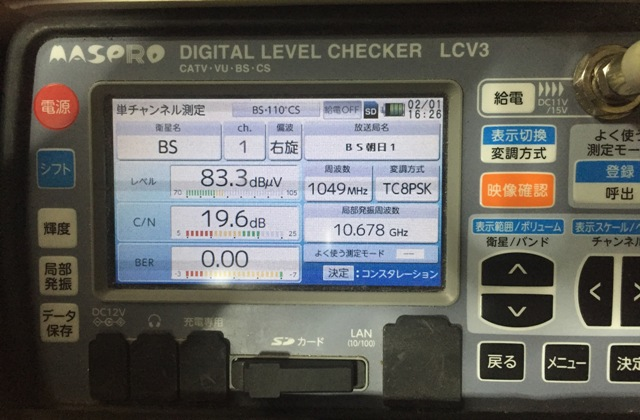 MASPRO DIGITAL LEVEL CHECKER LCV3
CATV・VU・BS・CS
電源
シフト
輝度
局部
発振
データ
保存
単チャンネル測定 BS-110°CS 給電OFF SD 02/01
16:26
衛星名 ch. 偏波 放送局名
BS 1 右旋 BS朝日1
レベル 83.3dBμV
70 105
周波数 変調方式
1049MHz TC8PSK
C/N 19.6dB
5 25
局部発振周波数
10.678 GHz
BER 0.00
-3 -7
よく使う測定モード ---
決定:コンスタレーション
給電 DC11V
/15V
表示切換
変調方式
よく使う
測定モー
登録
呼出
映像確認
表示範囲/ボリューム
衛星/バンド
表示スケール/
チャンネル
戻る メニュー 決定
DC12V
充電専用
SDカード
LAN
(10/100)